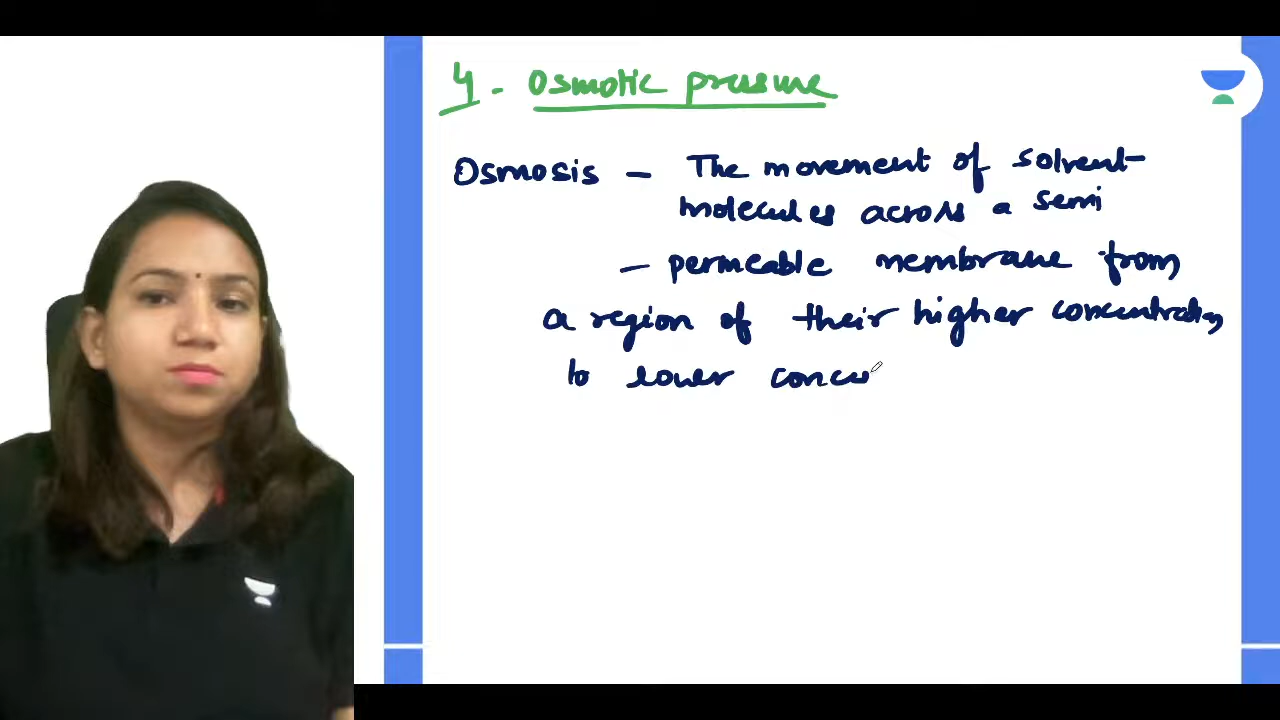 4. Osmotic pressure
Osmosis - The movement of solvent
molecules across a semi
- permeable membrane from
a region of their higher concentration
to lower concen